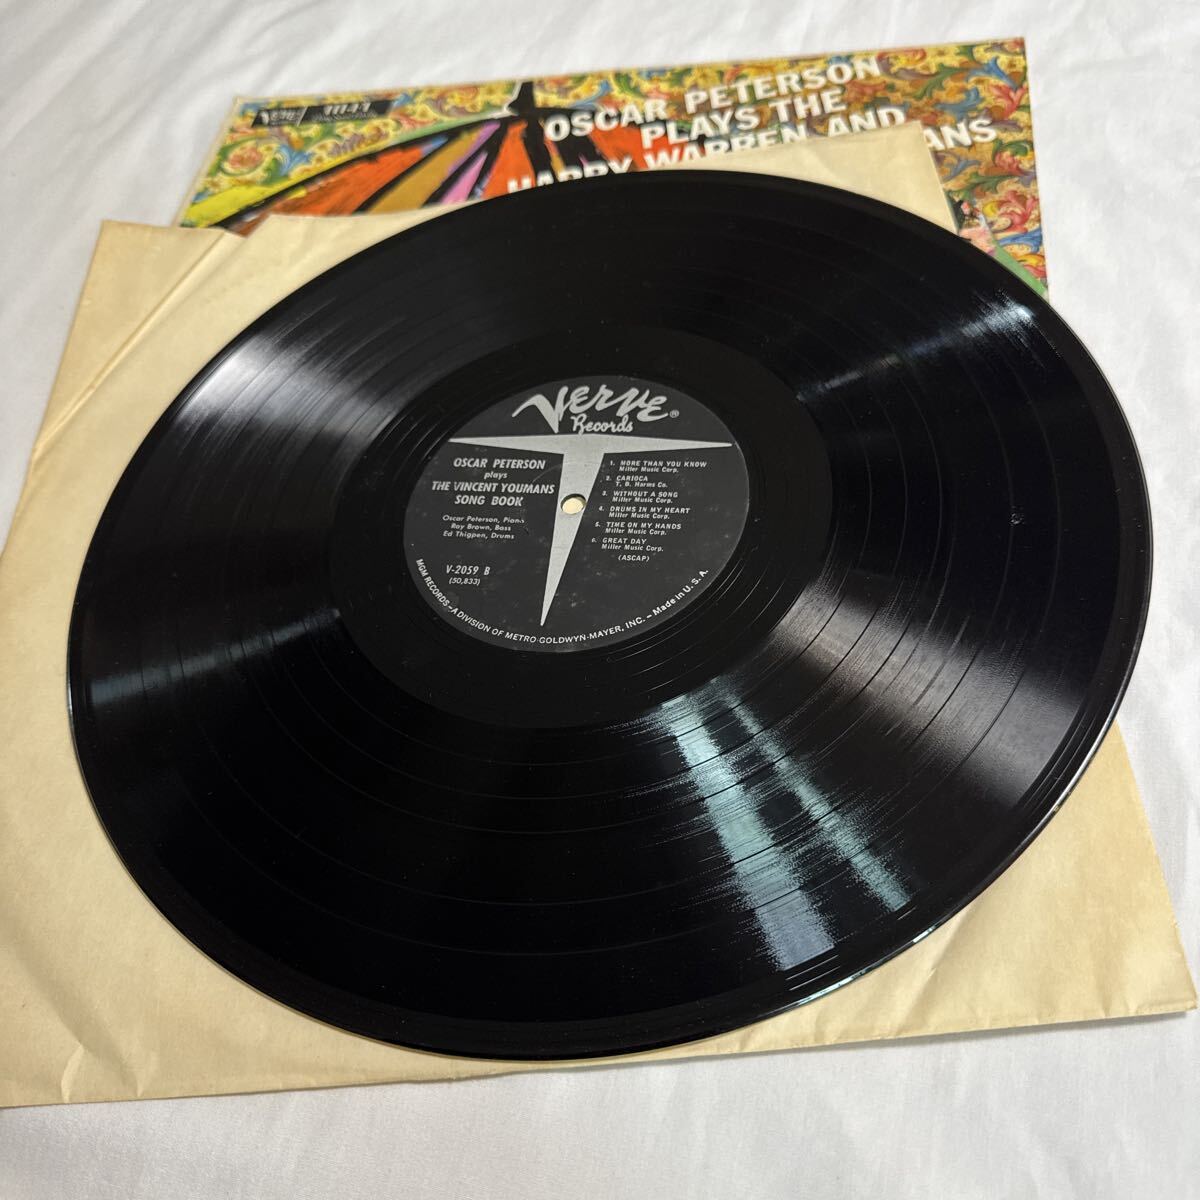 VERVE
OSCAR PETERSON
PLAYS THE
HARRY WARREN AND
VERVE®
Records
OSCAR PETERSON
plays
THE VINCENT YOUMANS
SONG BOOK
Oscar Peterson, Piano
Ray Brown, Bass
Ed Thigpen, Drums
V-2059 B
(50,833)
1. MORE THAN YOU KNOW
Miller Music Corp.
2. CARIOCA
T. B. Harms Co.
3. WITHOUT A SONG
Miller Music Corp.
4. DRUMS IN MY HEART
Miller Music Corp.
5. TIME ON MY HANDS
Miller Music Corp.
6. GREAT DAY
Miller Music Corp.
(ASCAP)
MGM RECORDS—A DIVISION OF METRO-GOLDWYN-MAYER, INC. – Made in U.S.A.